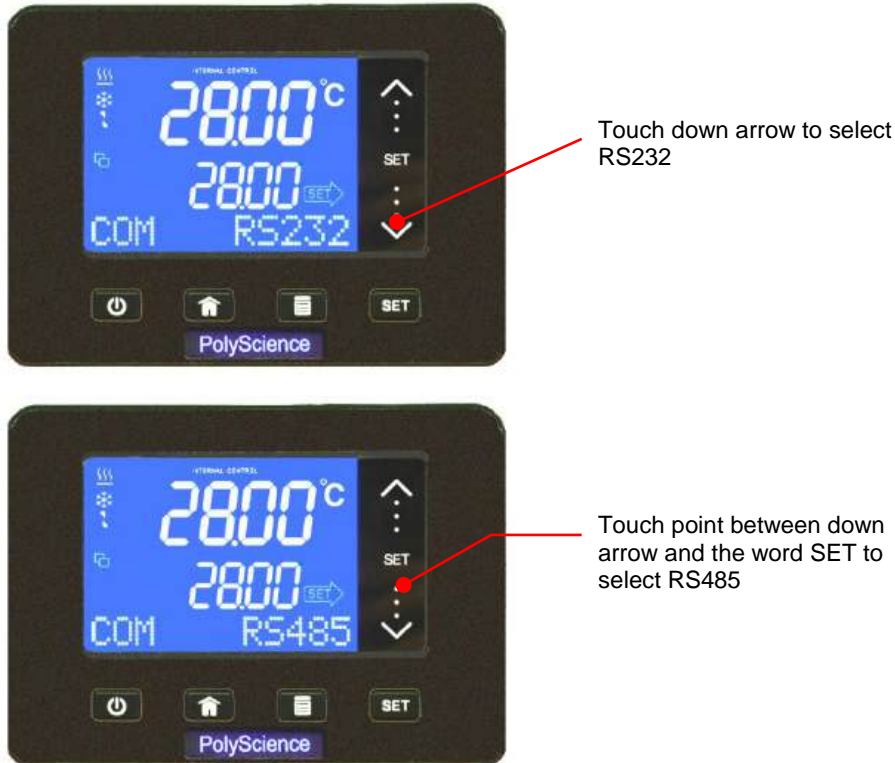 INTERNAL CONTROL
28.00°C
SET
28.00 SET
COM RS232
SET
PolyScience
Touch down arrow to select
RS232
INTERNAL CONTROL
28.00°C
SET
28.00 SET
COM RS485
SET
PolyScience
Touch point between down
arrow and the word SET to
select RS485